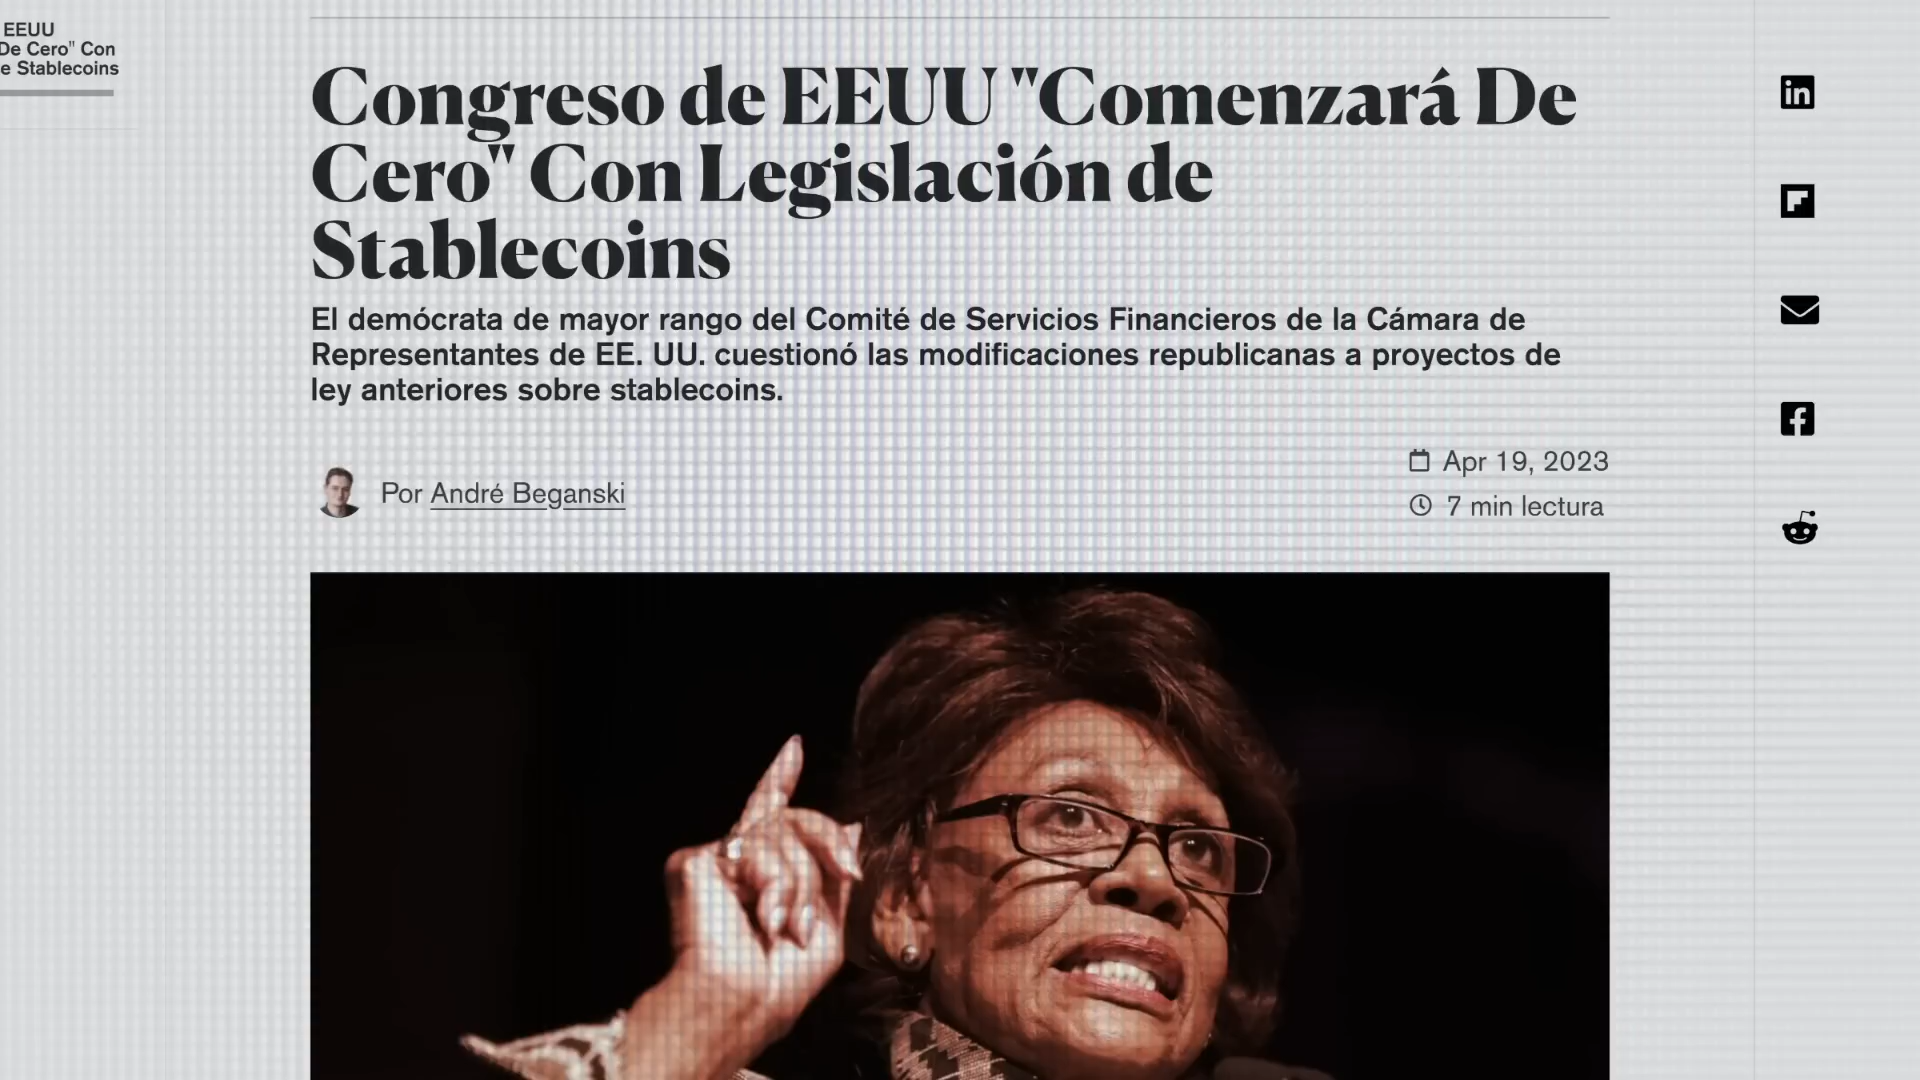 EEUU
De Cero" Con
e Stablecoins
Congreso de EEUU "Comenzará De
Cero" Con Legislación de
Stablecoins
El demócrata de mayor rango del Comité de Servicios Financieros de la Cámara de
Representantes de EE. UU. cuestionó las modificaciones republicanas a proyectos de
ley anteriores sobre stablecoins.
Por André Beganski
Apr 19, 2023
7 min lectura